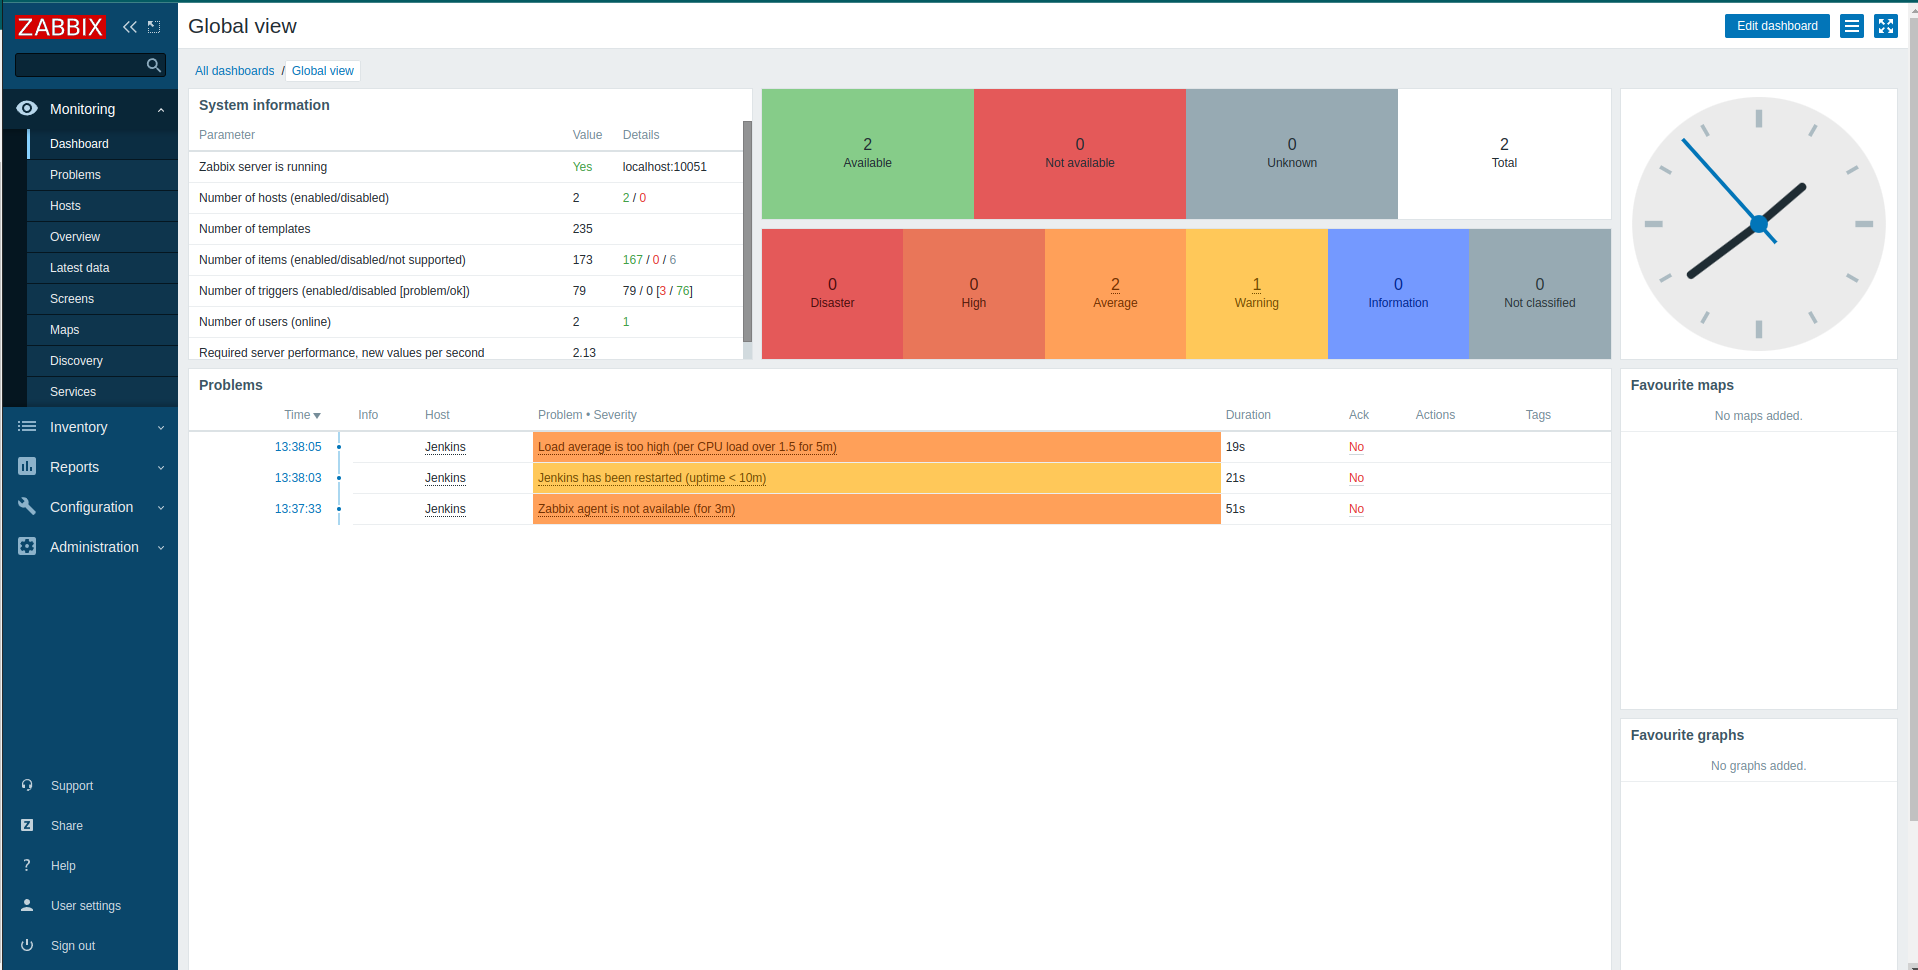 ZABBIX
Monitoring
Dashboard
Problems
Hosts
Overview
Latest data
Screens
Maps
Discovery
Services
Inventory
Reports
Configuration
Administration
Support
Share
Help
User settings
Sign out
Global view
Edit dashboard
All dashboards / Global view
System information
Parameter Value Details
Zabbix server is running Yes localhost:10051
Number of hosts (enabled/disabled) 2 2 / 0
Number of templates 235
Number of items (enabled/disabled/not supported) 173 167 / 0 / 6
Number of triggers (enabled/disabled [problem/ok]) 79 79 / 0 [3 / 76]
Number of users (online) 2 1
Required server performance, new values per second 2.13
2 0 0 2
Available Not available Unknown Total
0 0 2 1 0 0
Disaster High Average Warning Information Not classified
Problems
Time Info Host Problem • Severity Duration Ack Actions Tags
13:38:05 Jenkins Load average is too high (per CPU load over 1.5 for 5m) 19s No
13:38:03 Jenkins Jenkins has been restarted (uptime < 10m) 21s No
13:37:33 Jenkins Zabbix agent is not available (for 3m) 51s No
Favourite maps
No maps added.
Favourite graphs
No graphs added.